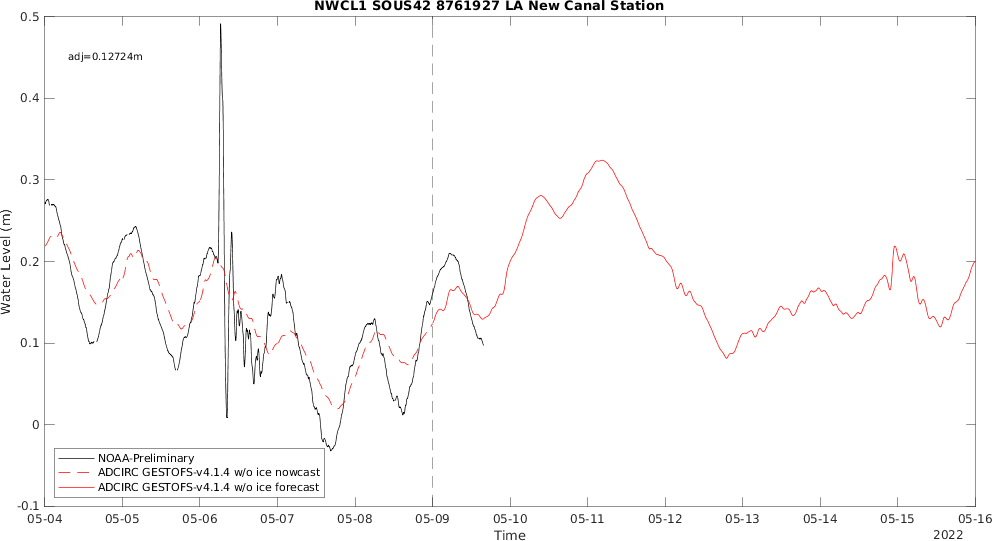 NWCL1 SOUS42 8761927 LA New Canal Station
adj=0.12724m
0.5
0.4
0.3
0.2
0.1
0
-0.1
Water Level (m)
NOAA-Preliminary
ADCIRC GESTOFS-v4.1.4 w/o ice nowcast
ADCIRC GESTOFS-v4.1.4 w/o ice forecast
05-04 05-05 05-06 05-07 05-08 05-09 05-10 05-11 05-12 05-13 05-14 05-15 05-16
Time
2022